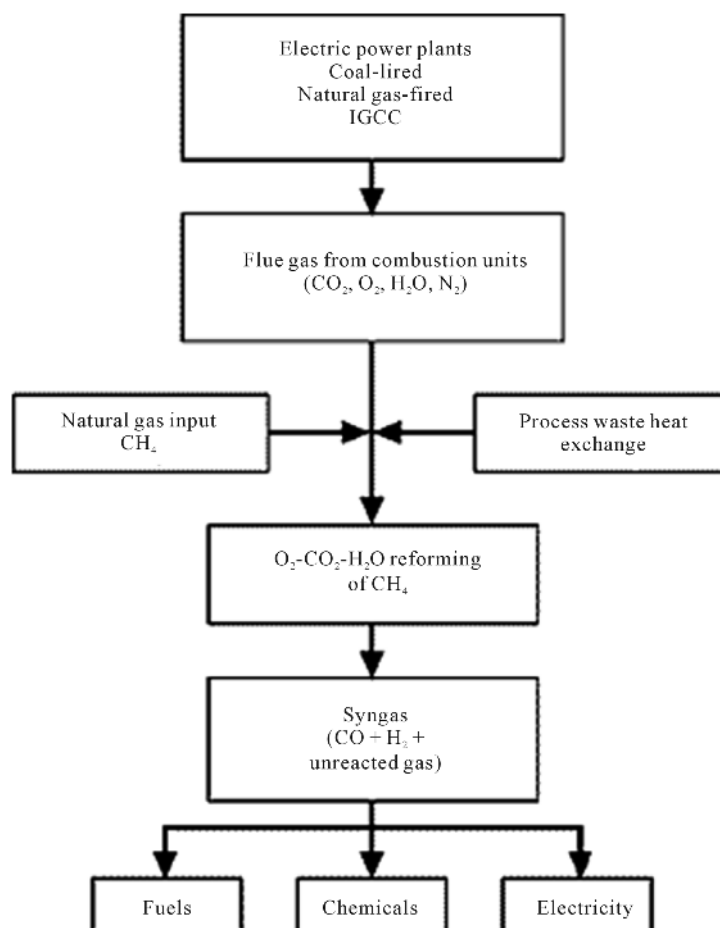 Electric power plants
Coal-lired
Natural gas-fired
IGCC
Flue gas from combustion units
(CO₂, O₂, H₂O, N₂)
Natural gas input
CH₄
Process waste heat
exchange
O₂-CO₂-H₂O reforming
of CH₄
Syngas
(CO + H₂ +
unreacted gas)
Fuels
Chemicals
Electricity